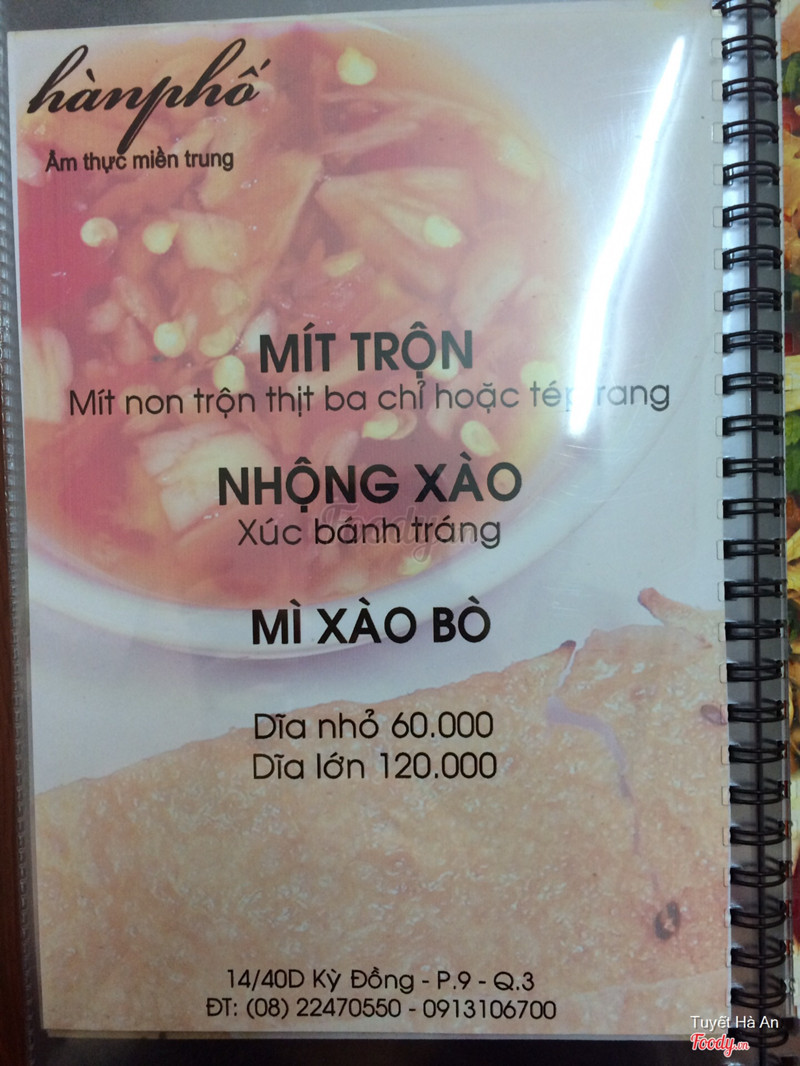 hànphố
Ẩm thực miền trung
MÍT TRỘN
Mít non trộn thịt ba chỉ hoặc tép rang
NHỘNG XÀO
Xúc bánh tráng
MÌ XÀO BÒ
Dĩa nhỏ 60.000
Dĩa lớn 120.000
14/40D Kỳ Đồng - P.9 - Q.3
ĐT: (08) 22470550 - 0913106700
Tuyết Hà An
Foody.vn